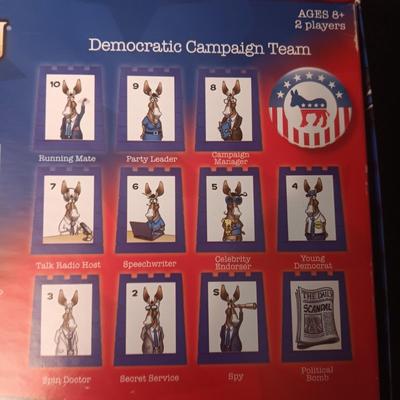 AGES 8+
2 players
Democratic Campaign Team
10
9
8
Running Mate
Party Leader
Campaign
Manager
7
6
5
4
Talk Radio Host
Speechwriter
Celebrity
Endorser
Young
Democrat
3
2
S
THE DAILY
SCANDAL
Spin Doctor
Secret Service
Spy
Political
Bomb